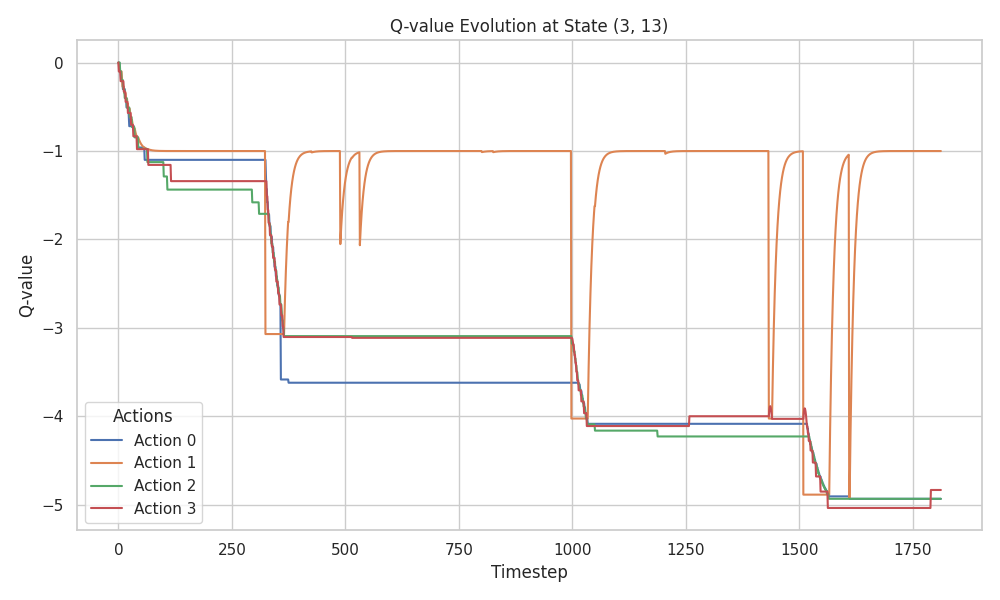 Q-value Evolution at State (3, 13)
Q-value
0
−1
−2
−3
−4
−5
Actions
Action 0
Action 1
Action 2
Action 3
0
250
500
750
1000
1250
1500
1750
Timestep